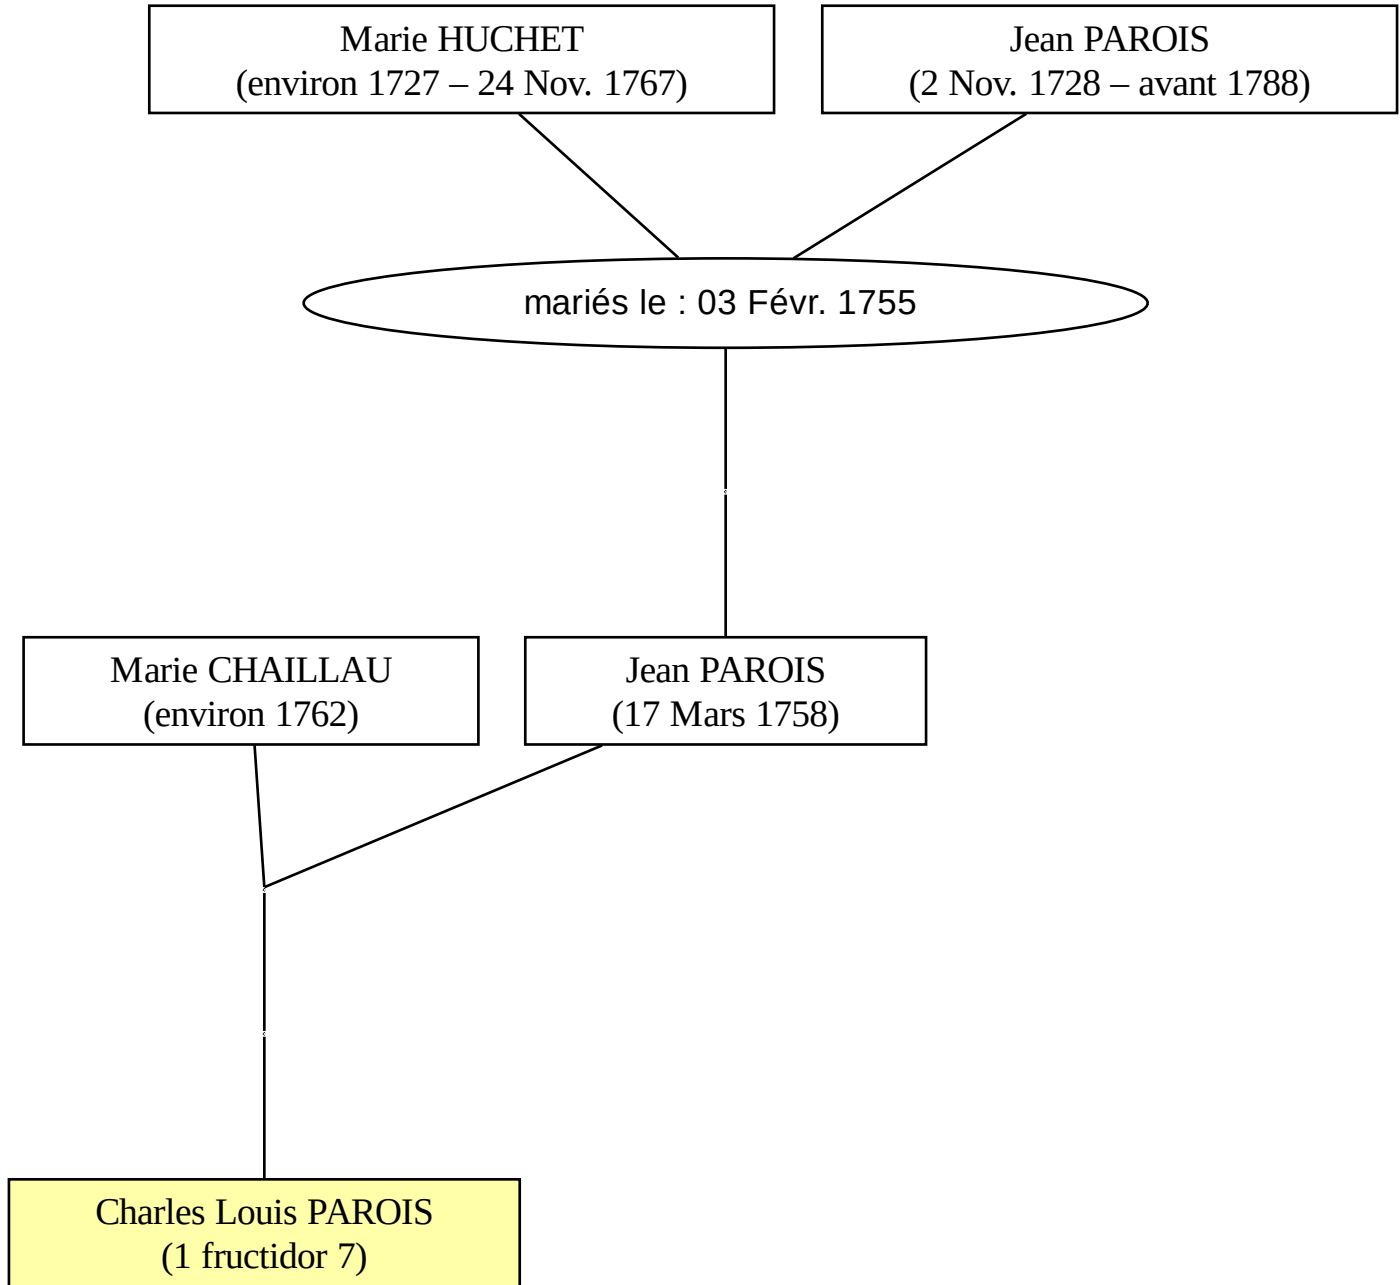 Marie HUCHET
(environ 1727 – 24 Nov. 1767)
Jean PAROIS
(2 Nov. 1728 – avant 1788)
mariés le : 03 Févr. 1755
Marie CHAILLAU
(environ 1762)
Jean PAROIS
(17 Mars 1758)
Charles Louis PAROIS
(1 fructidor 7)